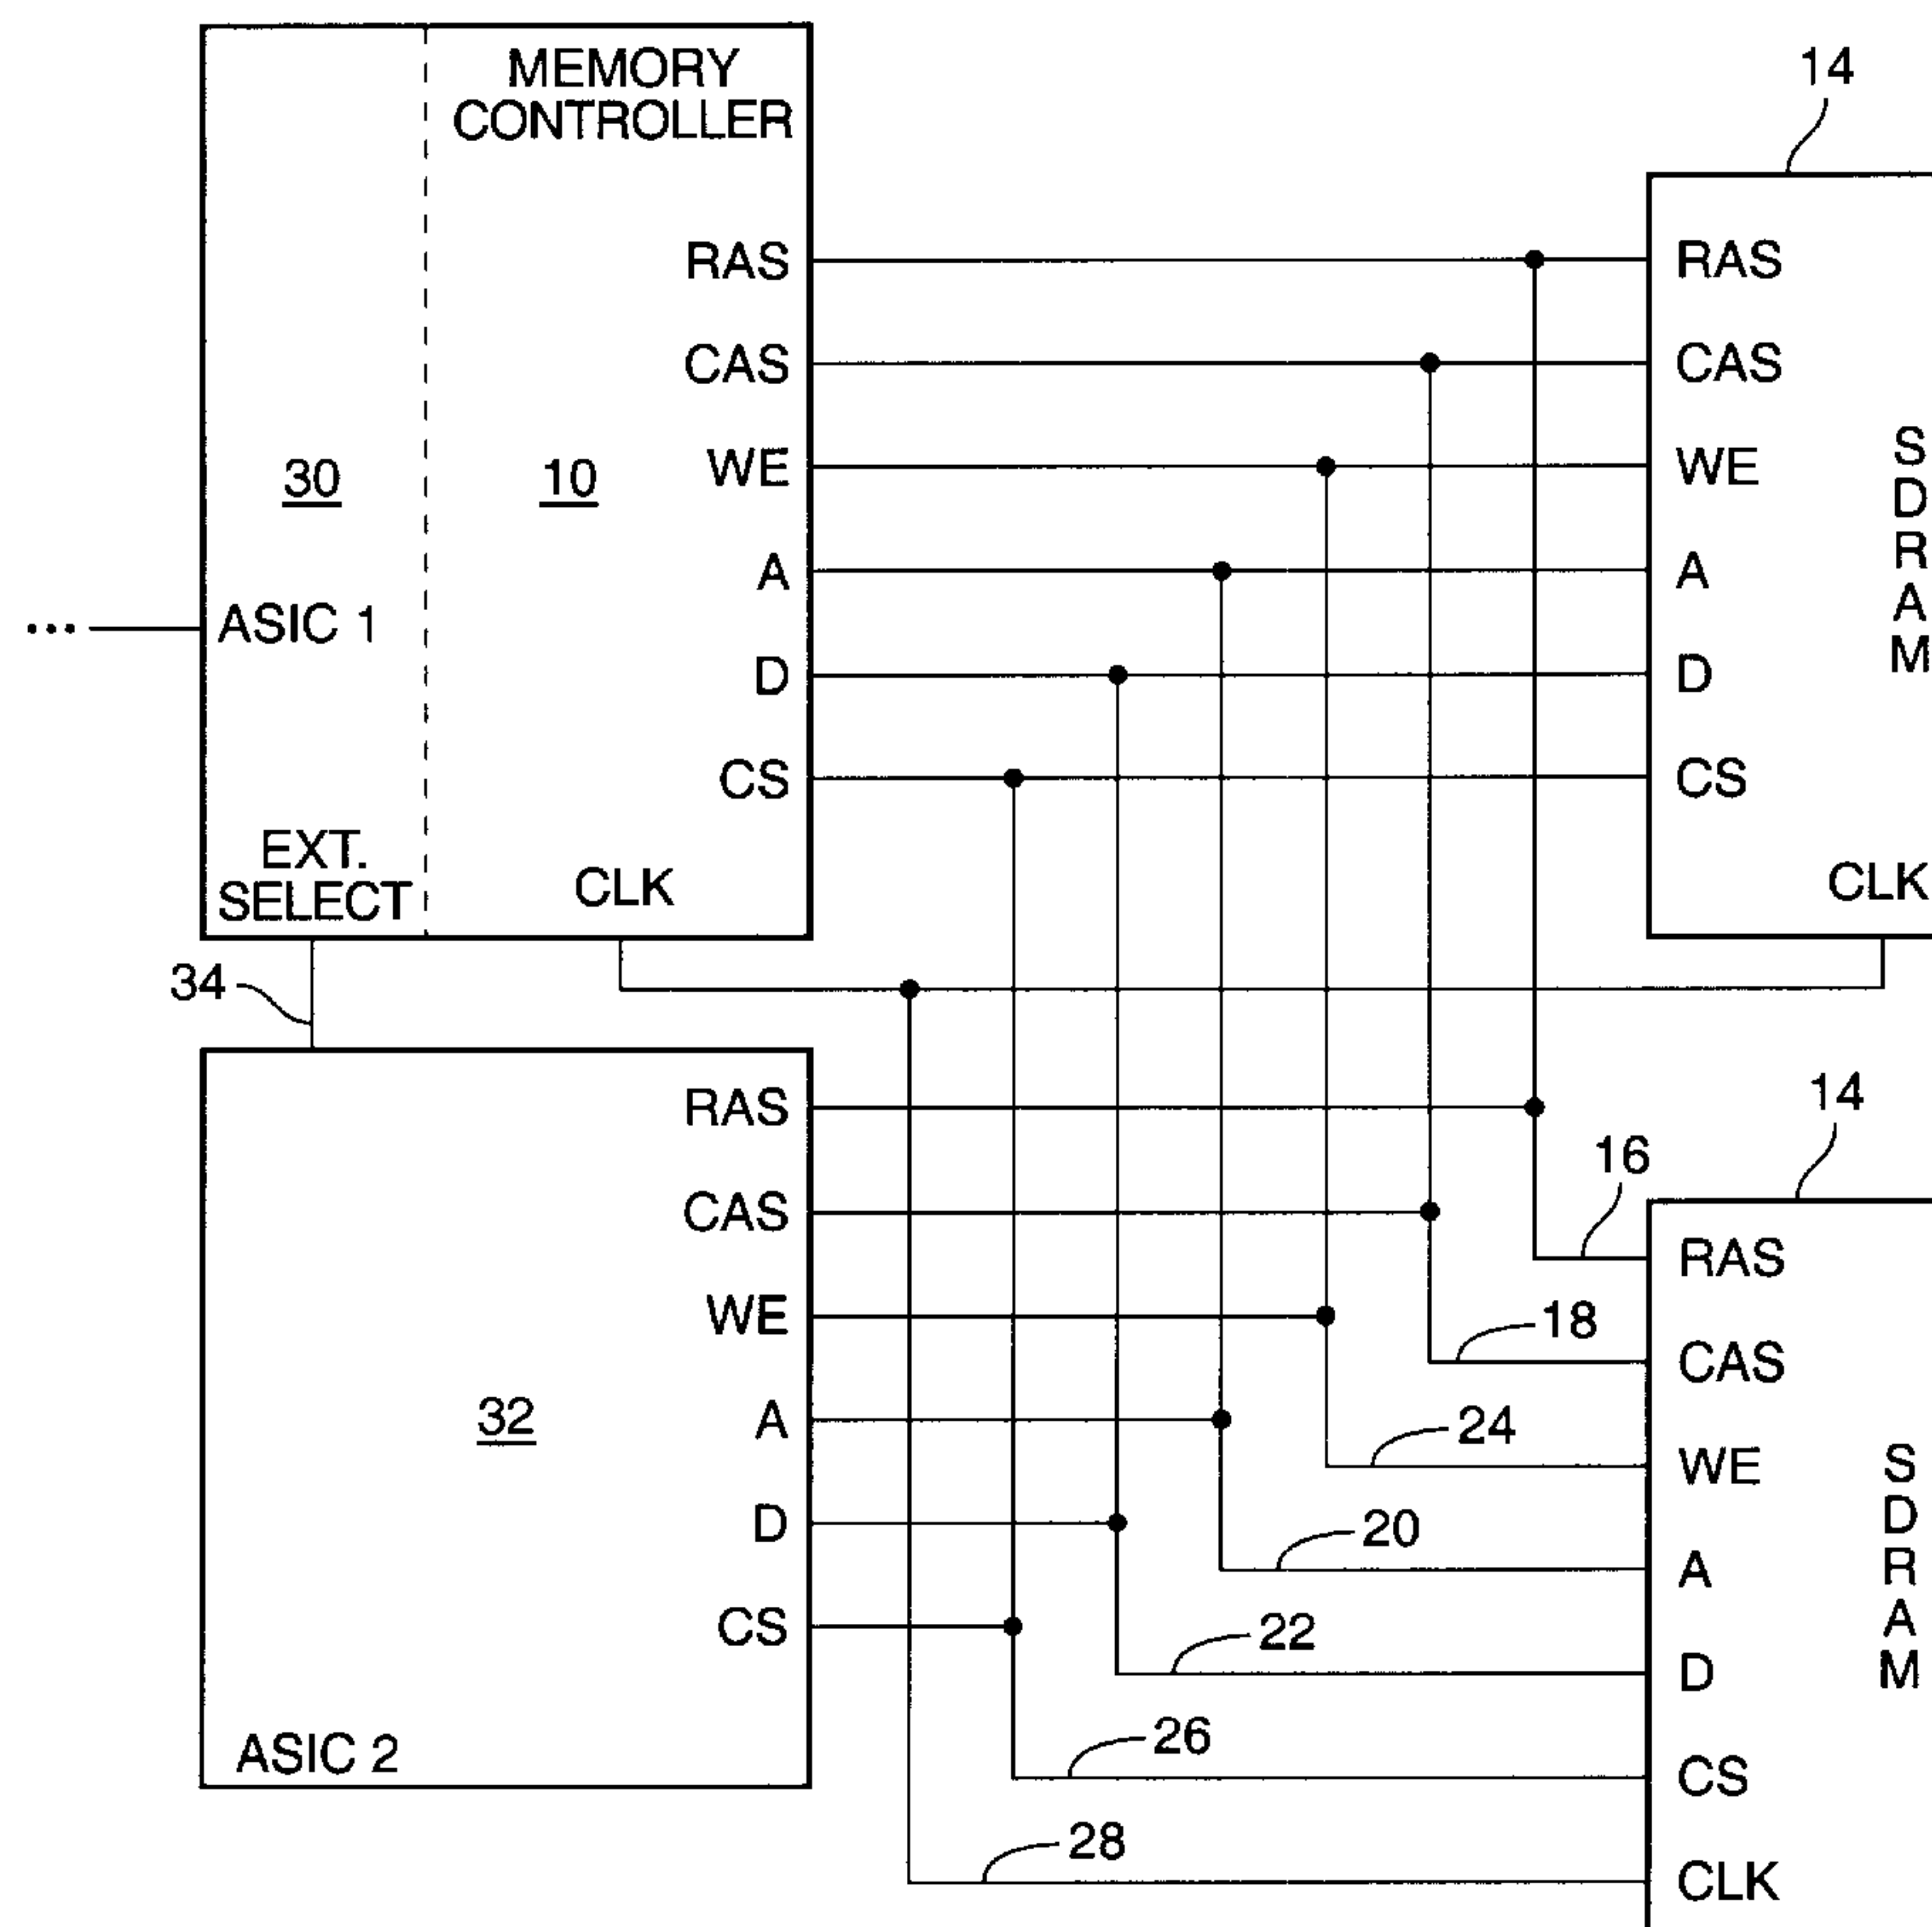 MEMORY
CONTROLLER
RAS
CAS
WE
A
D
CS
30
10
ASIC 1
EXT.
SELECT
CLK
14
RAS
CAS
WE
A
D
CS
S
D
R
A
M
CLK
34
RAS
CAS
WE
A
D
CS
32
ASIC 2
14
16
18
24
20
22
26
28
RAS
CAS
WE
A
D
CS
CLK
S
D
R
A
M